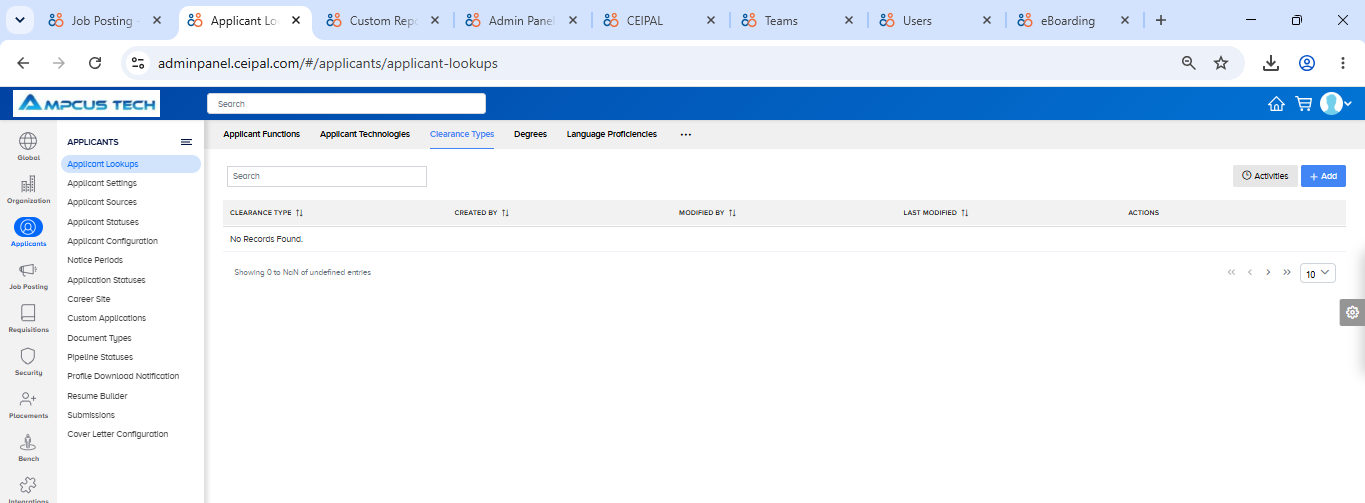 Job Posting -
Applicant Lo
Custom Repo
Admin Panel
CEIPAL
Teams
Users
eBoarding
adminpanel.ceipal.com/#/applicants/applicant-lookups
AMPCUS TECH
Search
Global
Organization
Applicants
Job Posting
Requisitions
Security
Placements
Bench
Integrations
APPLICANTS
Applicant Lookups
Applicant Settings
Applicant Sources
Applicant Statuses
Applicant Configuration
Notice Periods
Application Statuses
Career Site
Custom Applications
Document Types
Pipeline Statuses
Profile Download Notification
Resume Builder
Submissions
Cover Letter Configuration
Applicant Functions Applicant Technologies Clearance Types Degrees Language Proficiencies ...
Search
Activities
+ Add
CLEARANCE TYPE CREATED BY MODIFIED BY LAST MODIFIED ACTIONS
No Records Found.
Showing 0 to NaN of undefined entries
10